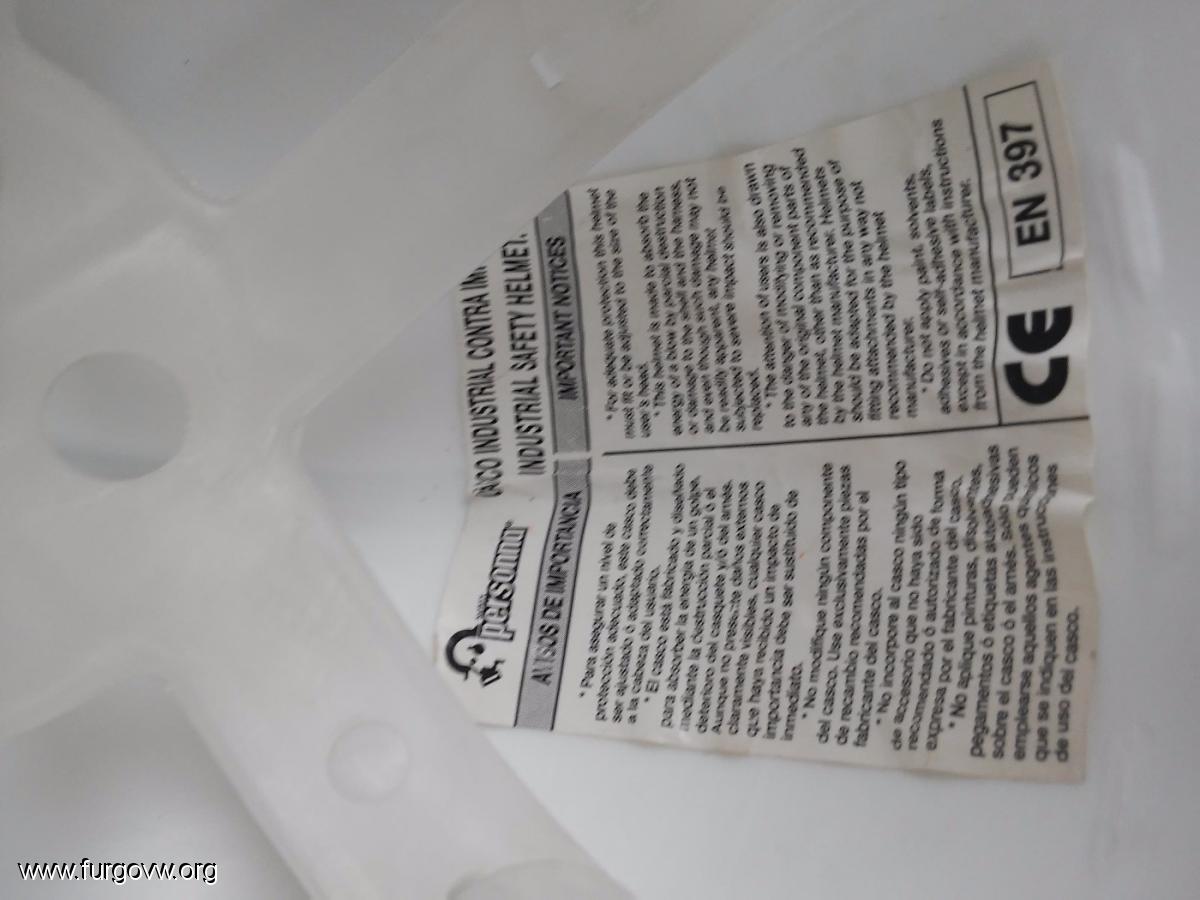 persona
CO INDUSTRIAL CONTRA
INDUSTRIAL SAFETY HELMET.
AVISOS DE IMPORTANCIA
* Para asegurar un nivel de
protección adecuado, este casco debe
ser ajustado ó adaptado correctamente
a la cabeza del usuario.
* El casco está fabricado y diseñado
para absorber la energía de un golpe,
mediante la destrucción parcial ó el
deterioro del casquete y/ó del arnés.
Aunque no presente daños externos
claramente visibles, cualquier casco
que haya recibido un impacto de
importancia debe ser sustituido de
inmediato.
* No modifique ningún componente
del casco. Use exclusivamente piezas
de recambio recomendadas por el
fabricante del casco.
* No incorpore al casco ningún tipo
de accesorio que no haya sido
recomendado ó autorizado de forma
expresa por el fabricante del casco.
* No aplique pinturas, disolventes,
pegamentos ó etiquetas autoadhesivas
sobre el casco ó el arnés. Sólo pueden
emplearse aquellos agentes químicos
que se indiquen en las instrucciones
de uso del casco.
IMPORTANT NOTICES
* For adequate protection this helmet
must fit or be adjusted to the size of the
user's head.
* This helmet is made to absorb the
energy of a blow by parcial destruction
or damage to the shell and the harness,
and even though such damage may not
be readily apparent, any helmet
subjected to severe impact should be
replaced.
* The attention of users is also drawn
to the danger of modifying or removing
any of the original component parts of
the helmet, other than as recommended
by the helmet manufacturer. Helmets
should be adapted for the purpose of
fitting attachments in any way not
recommended by the helmet
manufacturer.
* Do not apply paint, solvents,
adhesives or self-adhesive labels,
except in accordance with instructions
from the helmet manufacturer.
CE
EN 397
www.furgovw.org